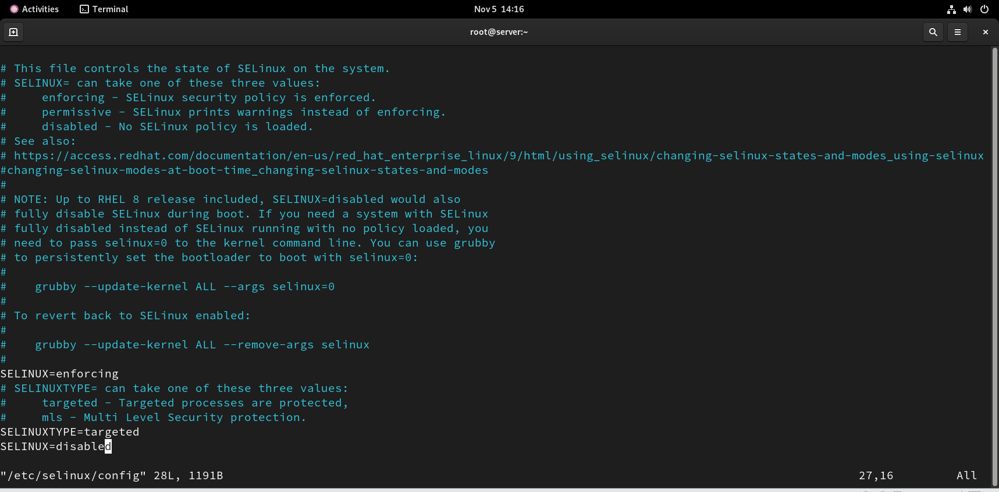 Activities Terminal Nov 5 14:16
root@server:~
# This file controls the state of SELinux on the system.
# SELINUX= can take one of these three values:
#     enforcing - SELinux security policy is enforced.
#     permissive - SELinux prints warnings instead of enforcing.
#     disabled - No SELinux policy is loaded.
# See also:
# https://access.redhat.com/documentation/en-us/red_hat_enterprise_linux/9/html/using_selinux/changing-selinux-states-and-modes_using-selinux
#changing-selinux-modes-at-boot-time_changing-selinux-states-and-modes
#
# NOTE: Up to RHEL 8 release included, SELINUX=disabled would also
# fully disable SELinux during boot. If you need a system with SELinux
# fully disabled instead of SELinux running with no policy loaded, you
# need to pass selinux=0 to the kernel command line. You can use grubby
# to persistently set the bootloader to boot with selinux=0:
#
#    grubby --update-kernel ALL --args selinux=0
#
# To revert back to SELinux enabled:
#
#    grubby --update-kernel ALL --remove-args selinux
#
SELINUX=enforcing
# SELINUXTYPE= can take one of these three values:
#     targeted - Targeted processes are protected,
#     mls - Multi Level Security protection.
SELINUXTYPE=targeted
SELINUX=disabled
"/etc/selinux/config" 28L, 1191B 27,16 All